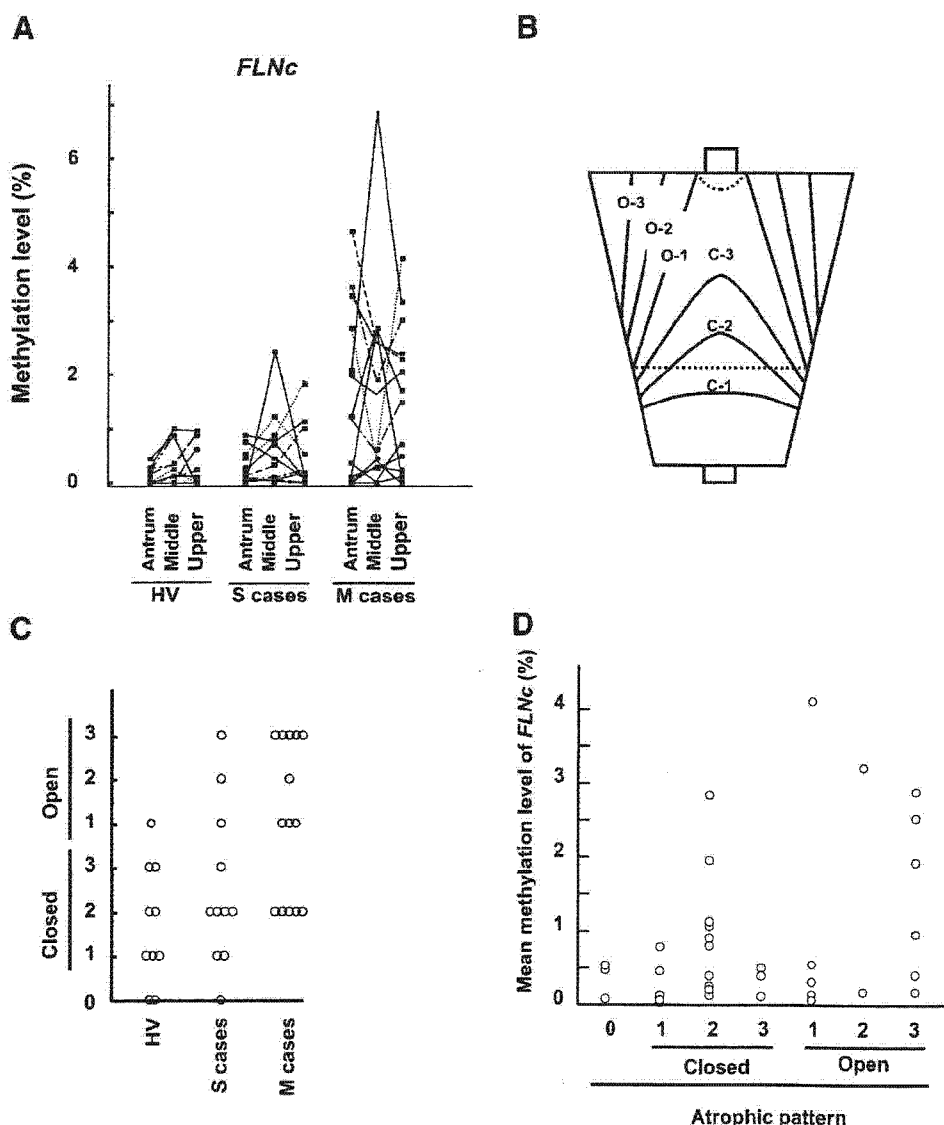 A
FLNc
Methylation level (%)
6
4
2
0
Antrum
Middle
Upper
Antrum
Middle
Upper
Antrum
Middle
Upper
HV
S cases
M cases
B
O-3
O-2
O-1
C-3
C-2
C-1
C
Open
Closed
3
2
1
3
2
1
0
HV
S cases
M cases
D
Mean methylation level of FLNc (%)
4
3
2
1
0
0 1 2 3 1 2 3
Closed Open
Atrophic pattern